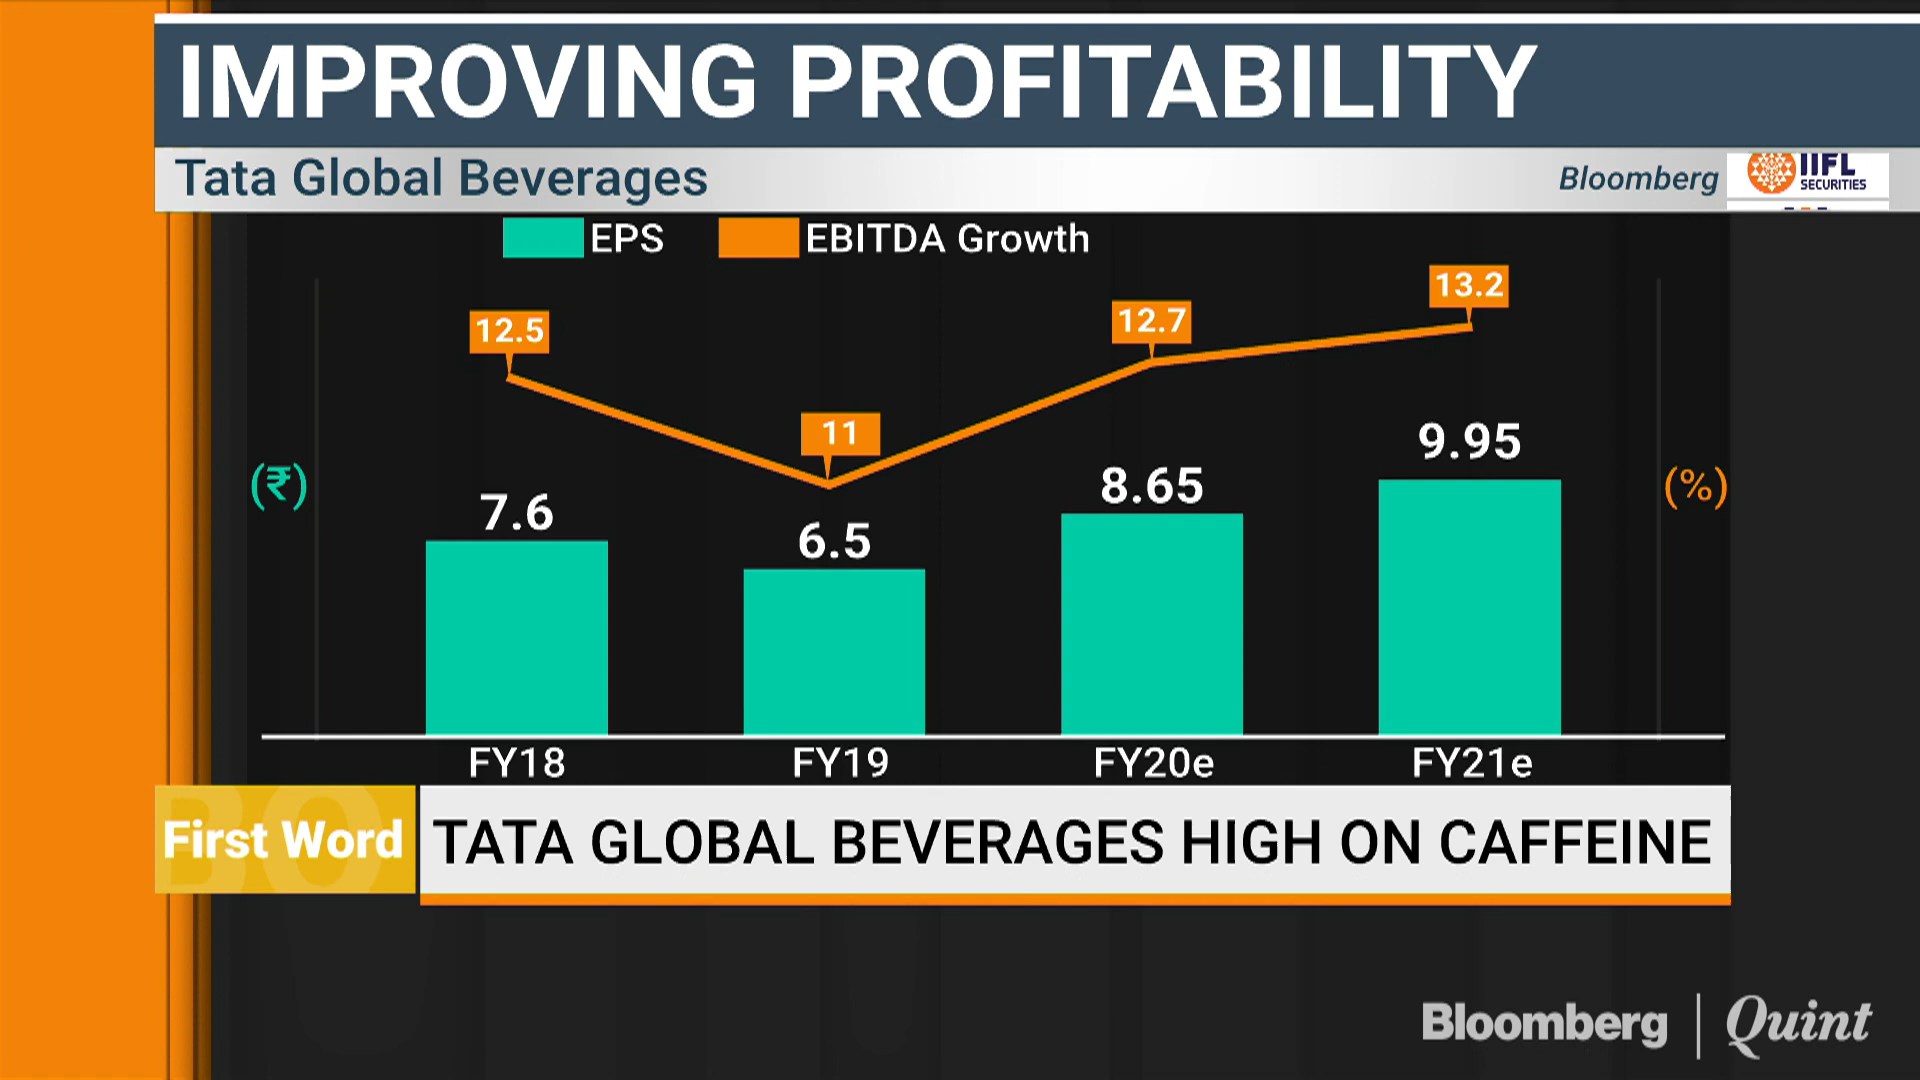 IMPROVING PROFITABILITY
Tata Global Beverages
Bloomberg
IIFL
SECURITIES
EPS
EBITDA Growth
12.5
11
12.7
13.2
(₹)
7.6
6.5
8.65
9.95
(%)
FY18
FY19
FY20e
FY21e
First Word
TATA GLOBAL BEVERAGES HIGH ON CAFFEINE
Bloomberg | Quint